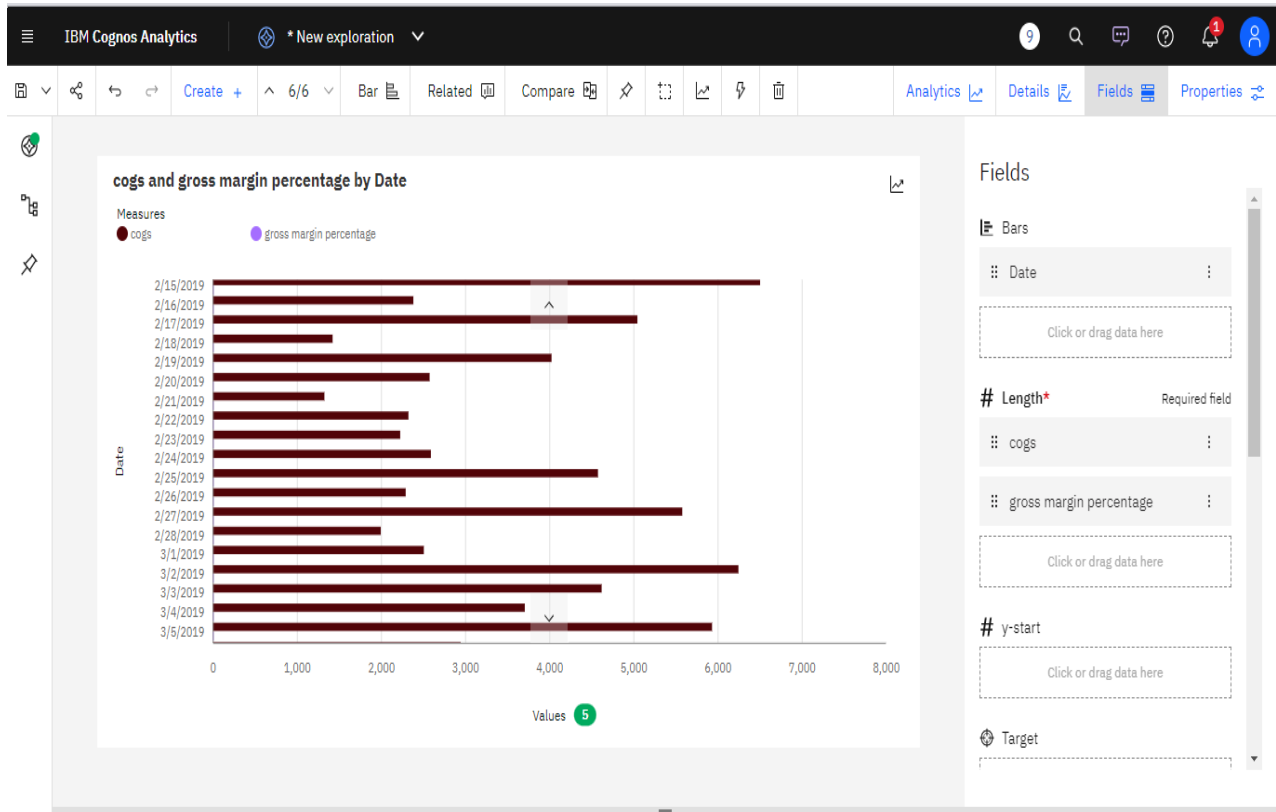 IBM Cognos Analytics * New exploration 9 1
Create + 6/6 Bar Related Compare Analytics Details Fields Properties
cogs and gross margin percentage by Date
Measures
cogs gross margin percentage
Date
2/15/2019
2/16/2019
2/17/2019
2/18/2019
2/19/2019
2/20/2019
2/21/2019
2/22/2019
2/23/2019
2/24/2019
2/25/2019
2/26/2019
2/27/2019
2/28/2019
3/1/2019
3/2/2019
3/3/2019
3/4/2019
3/5/2019
0 1,000 2,000 3,000 4,000 5,000 6,000 7,000 8,000
Values 5
Fields
Bars
Date
Click or drag data here
# Length* Required field
cogs
gross margin percentage
Click or drag data here
# y-start
Click or drag data here
Target